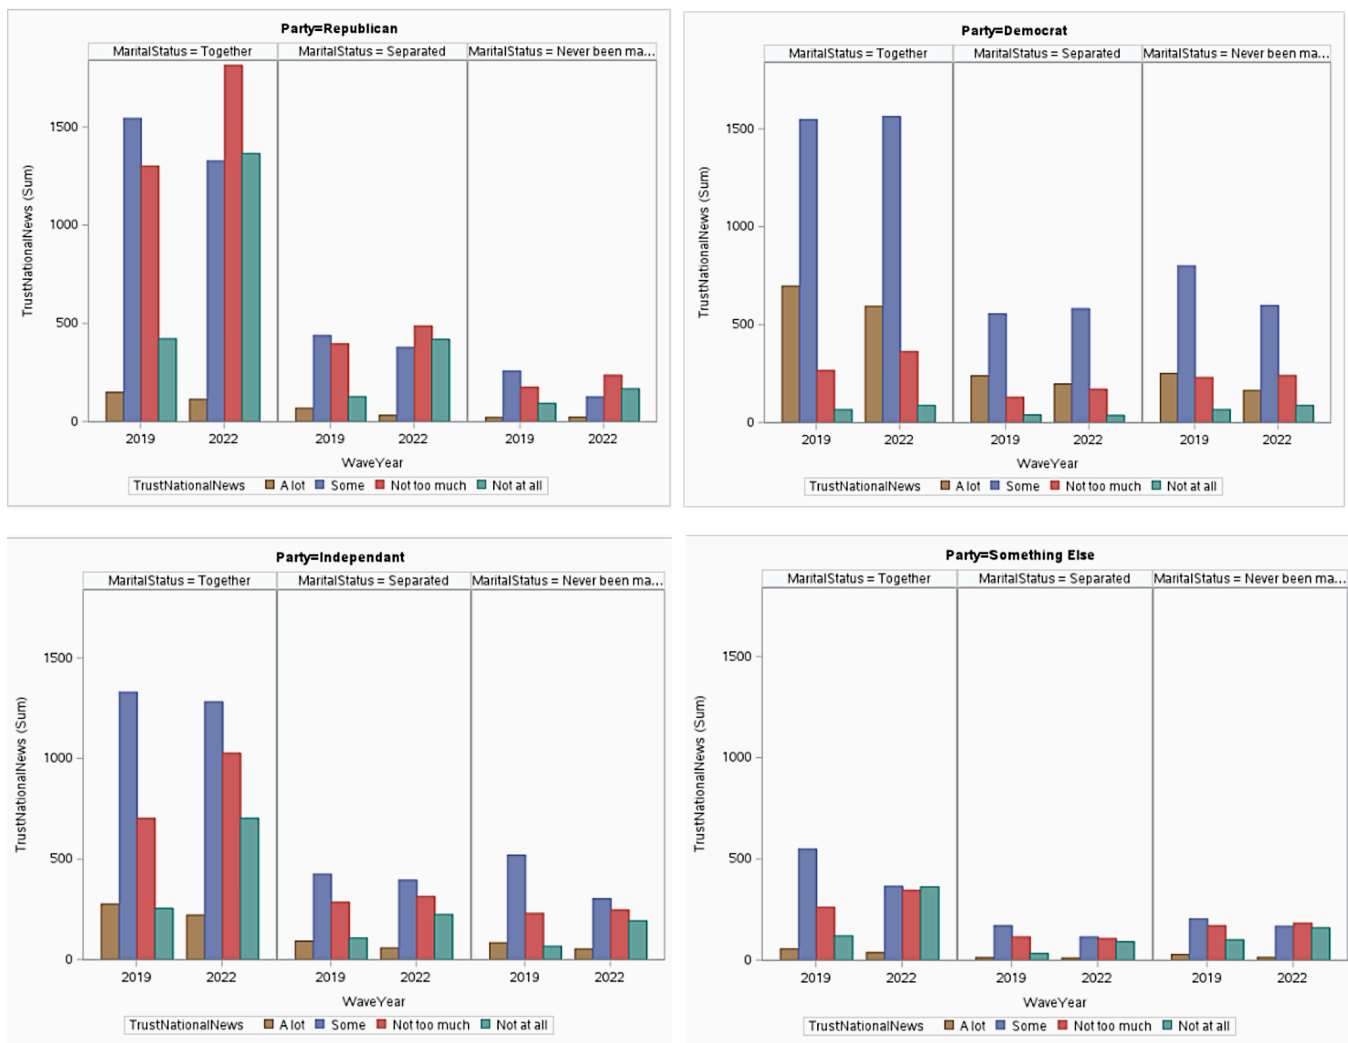 Party=Republican
MaritalStatus = Together MaritalStatus = Separated MaritalStatus = Never been ma...
TrustNationalNews (Sum)
1500
1000
500
0
2019 2022 2019 2022 2019 2022
WaveYear
TrustNationalNews A lot Some Not too much Not at all
Party=Democrat
MaritalStatus = Together MaritalStatus = Separated MaritalStatus = Never been ma...
TrustNationalNews (Sum)
1500
1000
500
0
2019 2022 2019 2022 2019 2022
WaveYear
TrustNationalNews A lot Some Not too much Not at all
Party=Independant
MaritalStatus = Together MaritalStatus = Separated MaritalStatus = Never been ma...
TrustNationalNews (Sum)
1500
1000
500
0
2019 2022 2019 2022 2019 2022
WaveYear
TrustNationalNews A lot Some Not too much Not at all
Party=Something Else
MaritalStatus = Together MaritalStatus = Separated MaritalStatus = Never been ma...
TrustNationalNews (Sum)
1500
1000
500
0
2019 2022 2019 2022 2019 2022
WaveYear
TrustNationalNews A lot Some Not too much Not at all